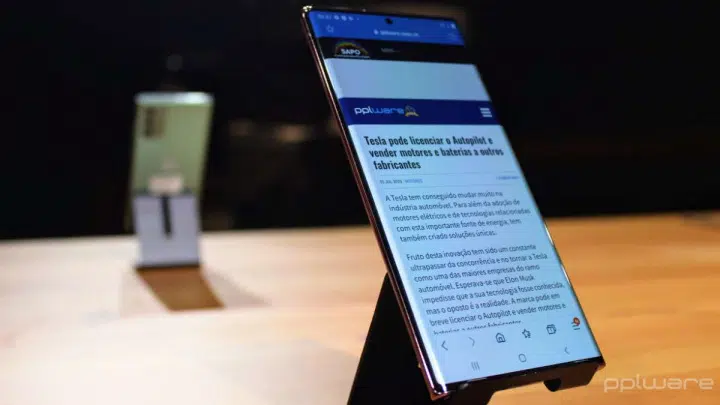 SAPO
pplware
Tesla pode licenciar o Autopilot e
vender motores e baterias a outros
fabricantes
A Tesla tem conseguido mudar muito na
indústria automóvel. Para além da adoção de
motores elétricos e de tecnologias relacionadas
com esta importante fonte de energia, tem
também criado soluções únicas.
Fruto desta inovação tem sido um constante
ultrapassar da concorrência e no tornar a Tesla
como uma das maiores empresas do ramo
automóvel. Esperava-se que Elon Musk
impedisse que a sua tecnologia fosse conhecida,
mas o oposto é a realidade. A marca pode em
breve licenciar o Autopilot e vender motores e
baterias a outros fabricantes.
pplware